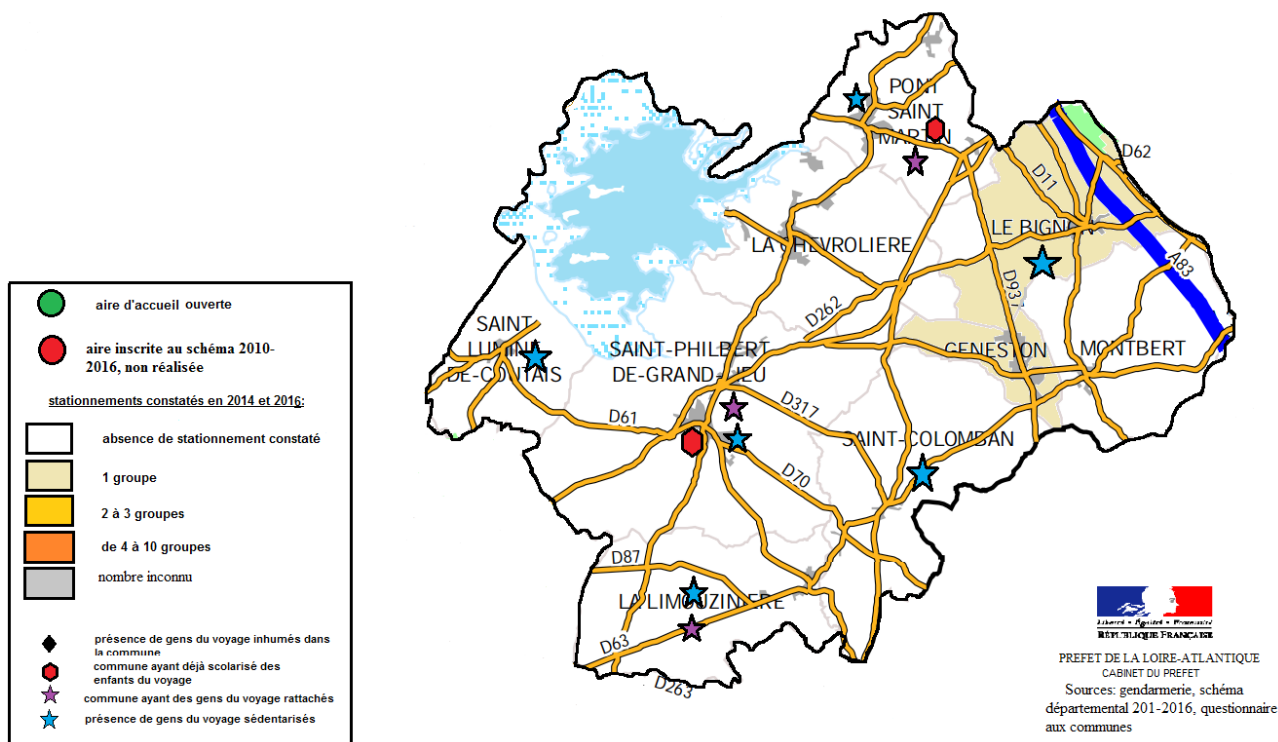 PONT
SAINT
MARTIN
D62
D11
LE BIGNON
LA CHEVROLIERE
A83
D937
D262
SAINT
LUMINE
DE-COUTAIS
SAINT-PHILBERT
DE-GRAND-LIEU
GENESTON
MONTBERT
D61
D317
SAINT-COLOMBAN
D70
D87
LA LIMOUZINIERE
D63
D263
aire d'accueil ouverte
aire inscrite au schéma 2010-
2016, non réalisée
stationnements constatés en 2014 et 2016:
absence de stationnement constaté
1 groupe
2 à 3 groupes
de 4 à 10 groupes
nombre inconnu
présence de gens du voyage inhumés dans
la commune
commune ayant déjà scolarisé des
enfants du voyage
commune ayant des gens du voyage rattachés
présence de gens du voyage sédentarisés
Liberté • Égalité • Fraternité
RÉPUBLIQUE FRANÇAISE
PREFET DE LA LOIRE-ATLANTIQUE
CABINET DU PREFET
Sources: gendarmerie, schéma
départemental 201-2016, questionnaire
aux communes